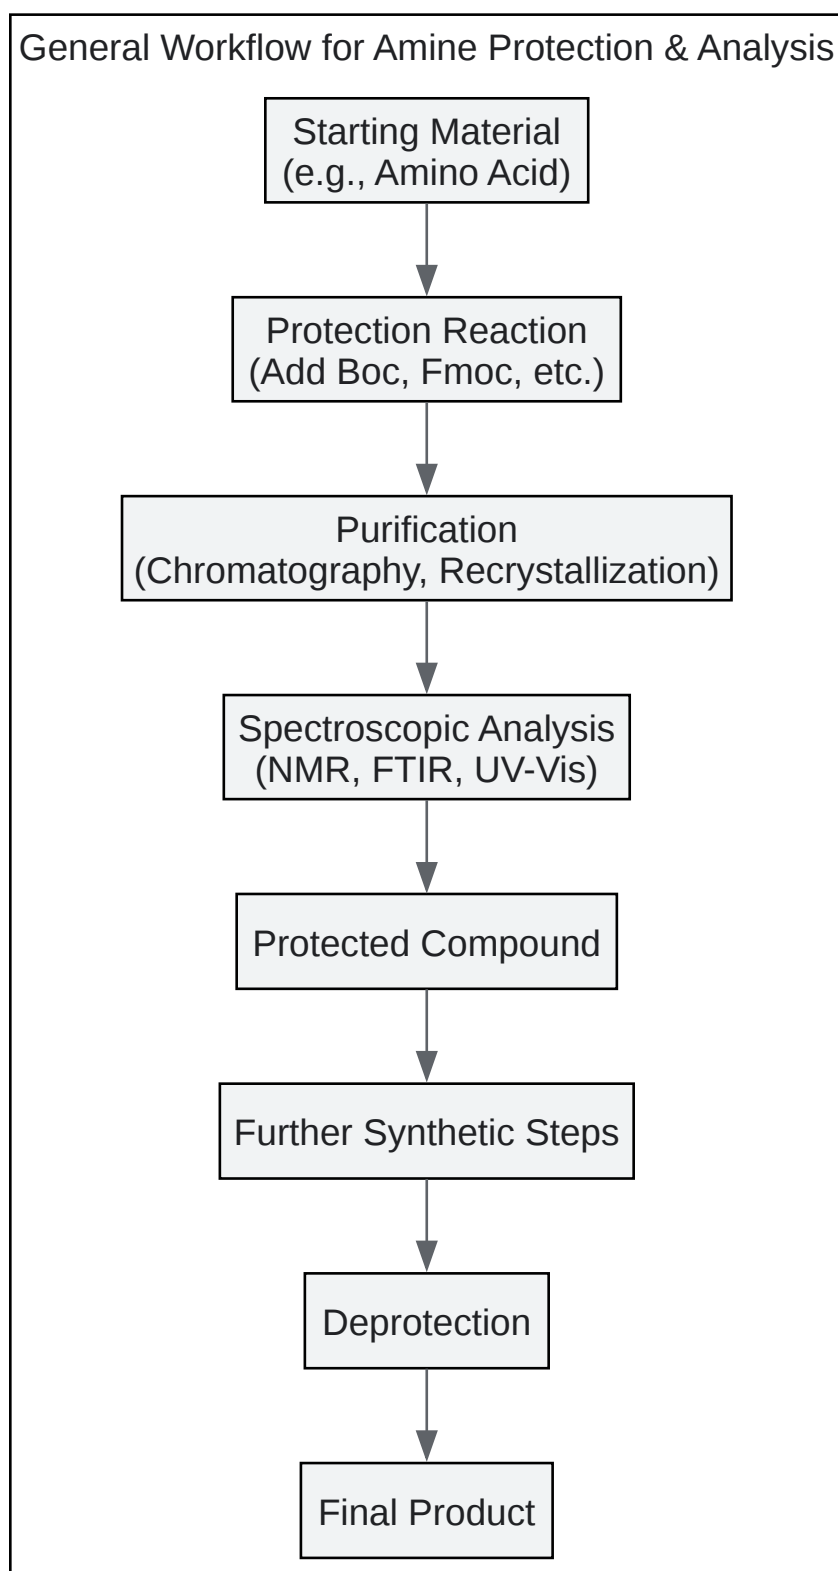 General Workflow for Amine Protection & Analysis
Starting Material
(e.g., Amino Acid)
Protection Reaction
(Add Boc, Fmoc, etc.)
Purification
(Chromatography, Recrystallization)
Spectroscopic Analysis
(NMR, FTIR, UV-Vis)
Protected Compound
Further Synthetic Steps
Deprotection
Final Product